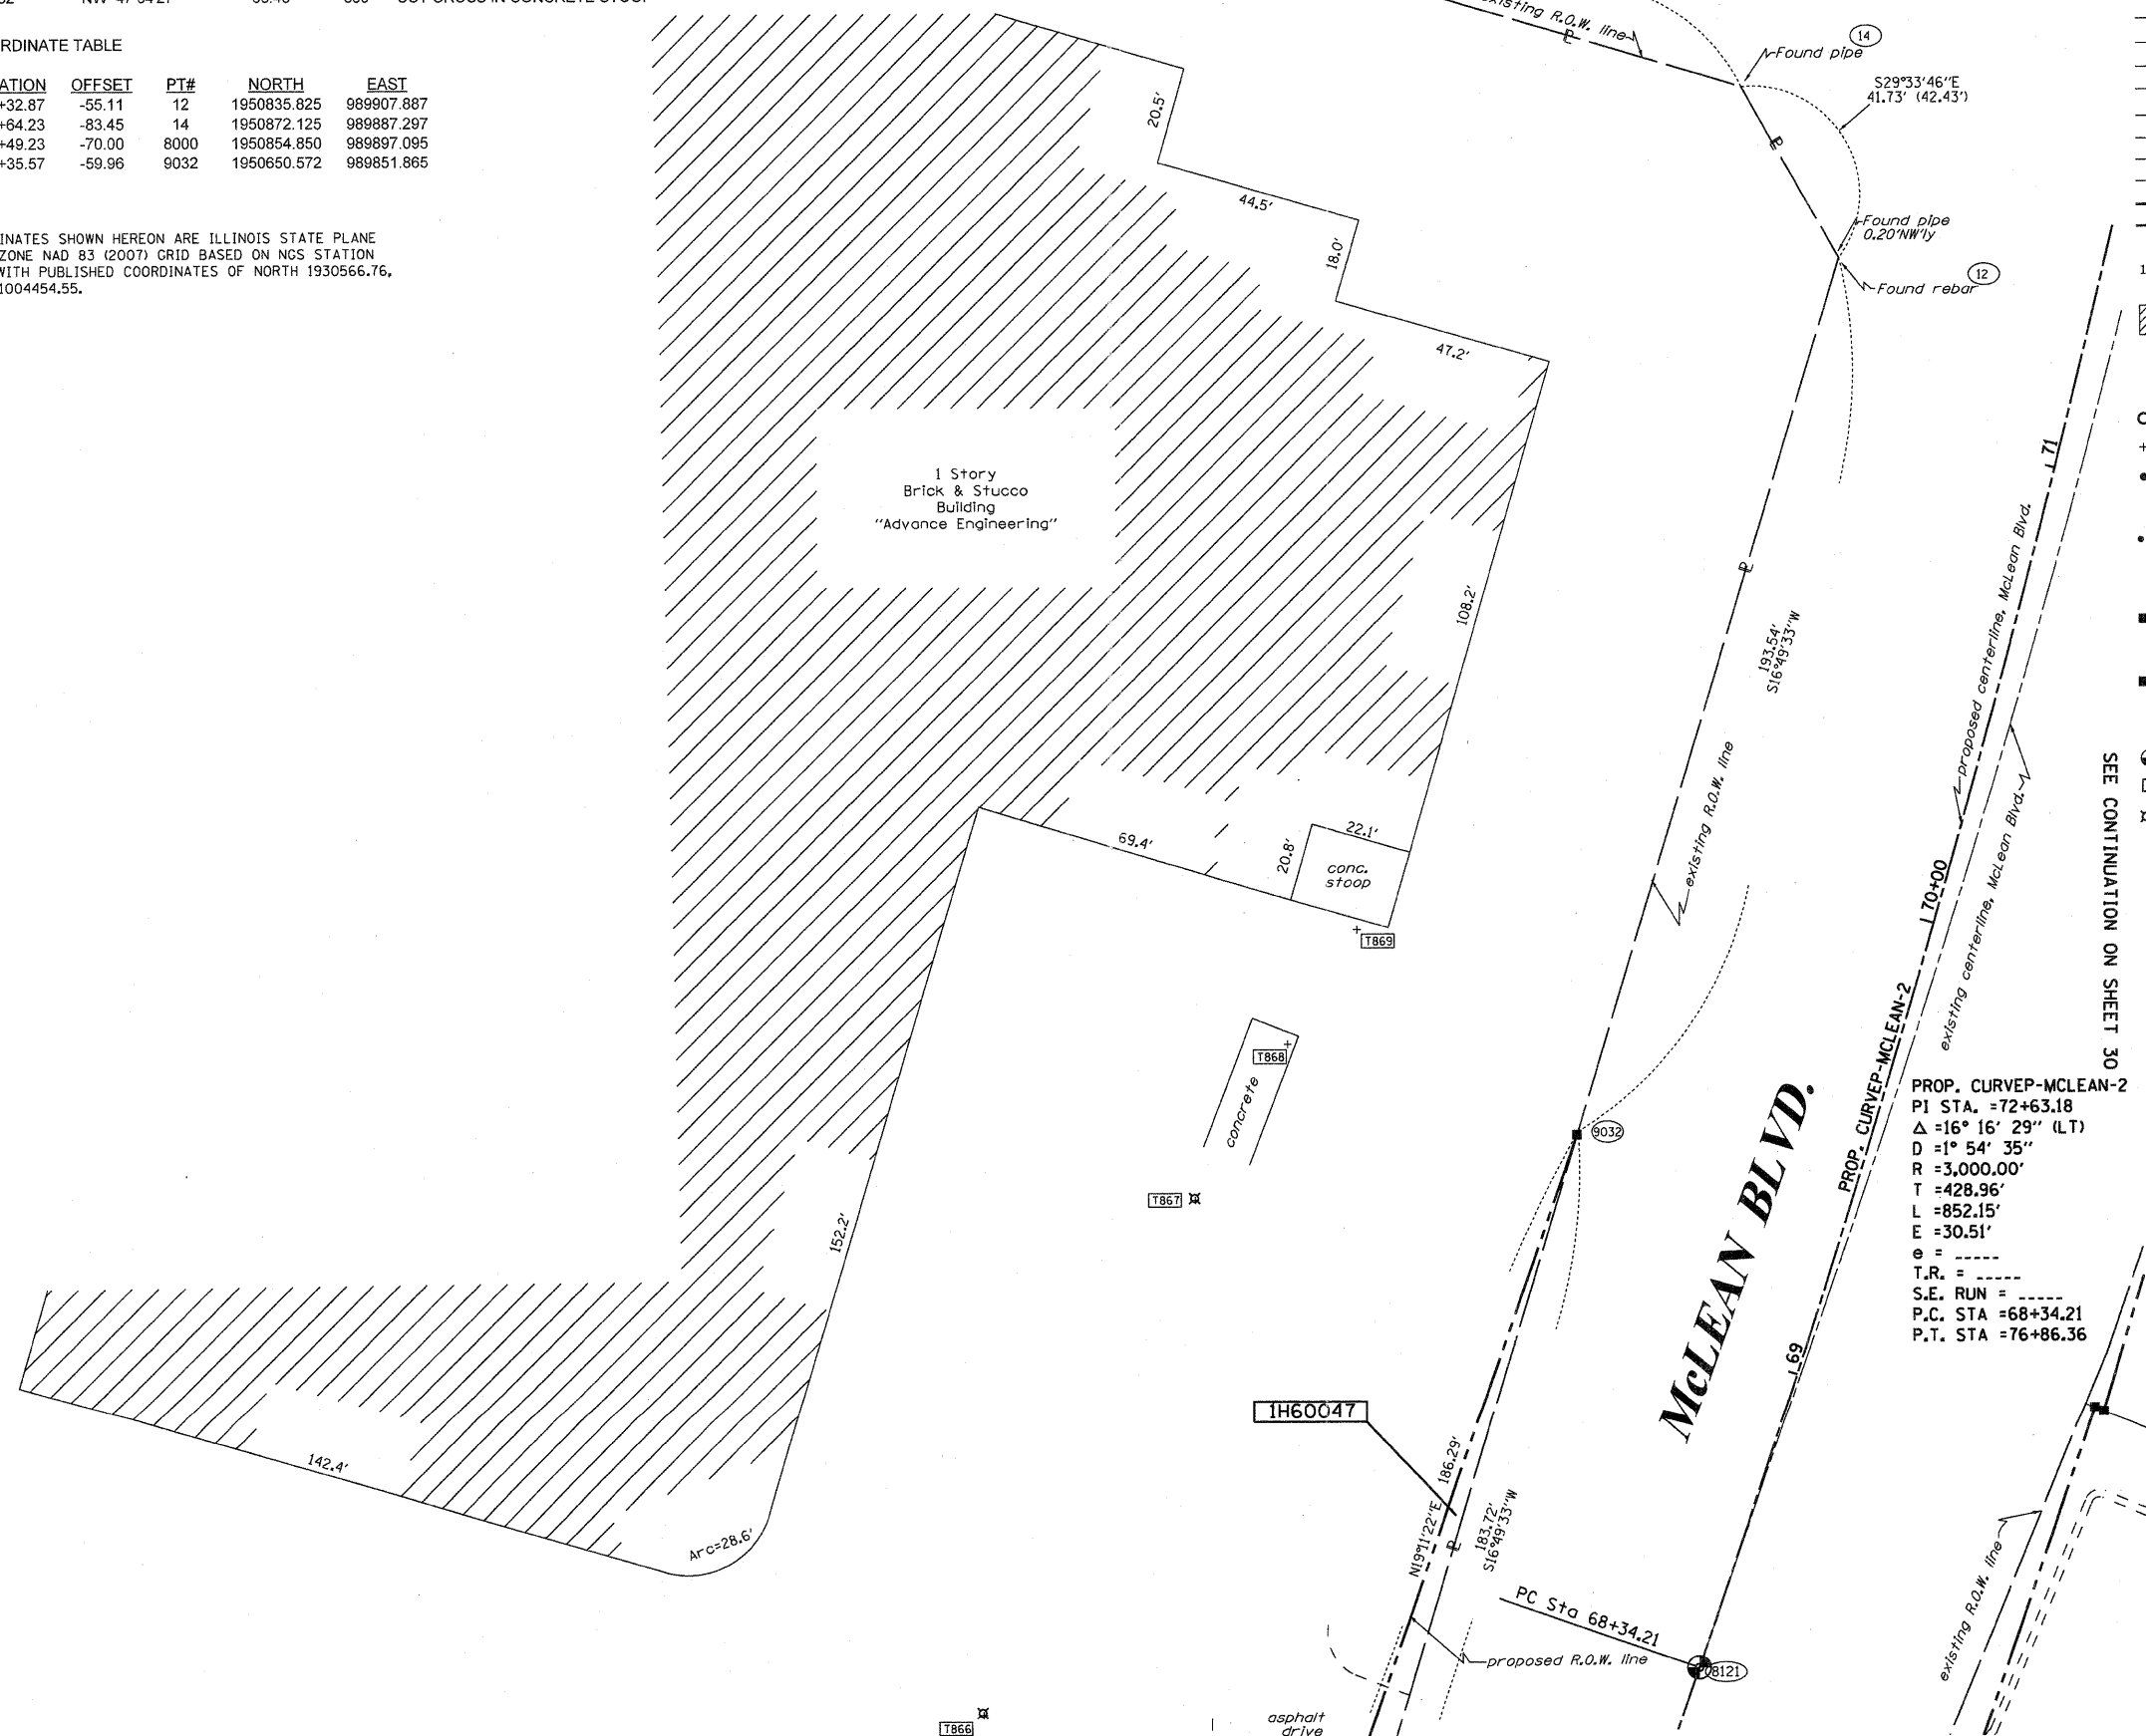 RDINATE TABLE
ATION OFFSET PT# NORTH EAST
+32.87 -55.11 12 1950835.825 989907.887
+64.23 -83.45 14 1950872.125 989887.297
+49.23 -70.00 8000 1950854.850 989897.095
+35.57 -59.96 9032 1950650.572 989851.865
INATES SHOWN HEREON ARE ILLINOIS STATE PLANE
ZONE NAD 83 (2007) GRID BASED ON NGS STATION
WITH PUBLISHED COORDINATES OF NORTH 1930566.76,
1004454.55.
existing R.O.W. line
Found pipe
14
S29°33'46"E
41.73' (42.43')
Found pipe
0.20'NW'ly
12
Found rebar
20.5'
44.5'
18.0'
47.2'
1 Story
Brick & Stucco
Building
"Advance Engineering"
108.2'
193.54'
S16°49'33"W
existing R.O.W. line
71
proposed centerline, McLean Blvd.
existing centerline, McLean Blvd.
SEE CONTINUATION ON SHEET 30
70+00
69.4'
22.1'
20.8'
conc.
stoop
T869
T868
concrete
T867
9032
152.2'
McLEAN BLVD.
PROP. CURVEP-MCLEAN-2
PROP. CURVEP-MCLEAN-2
PI STA. =72+63.18
Δ =16° 16' 29" (LT)
D =1° 54' 35"
R =3,000.00'
T =428.96'
L =852.15'
E =30.51'
e = -----
T.R. = -----
S.E. RUN = -----
P.C. STA =68+34.21
P.T. STA =76+86.36
69
1H60047
142.4'
Arc=28.6'
N19°11'22"E 186.29'
183.72'
S16°49'33"W
PC Sta 68+34.21
proposed R.O.W. line
8121
existing R.O.W. line
T866
asphalt
drive